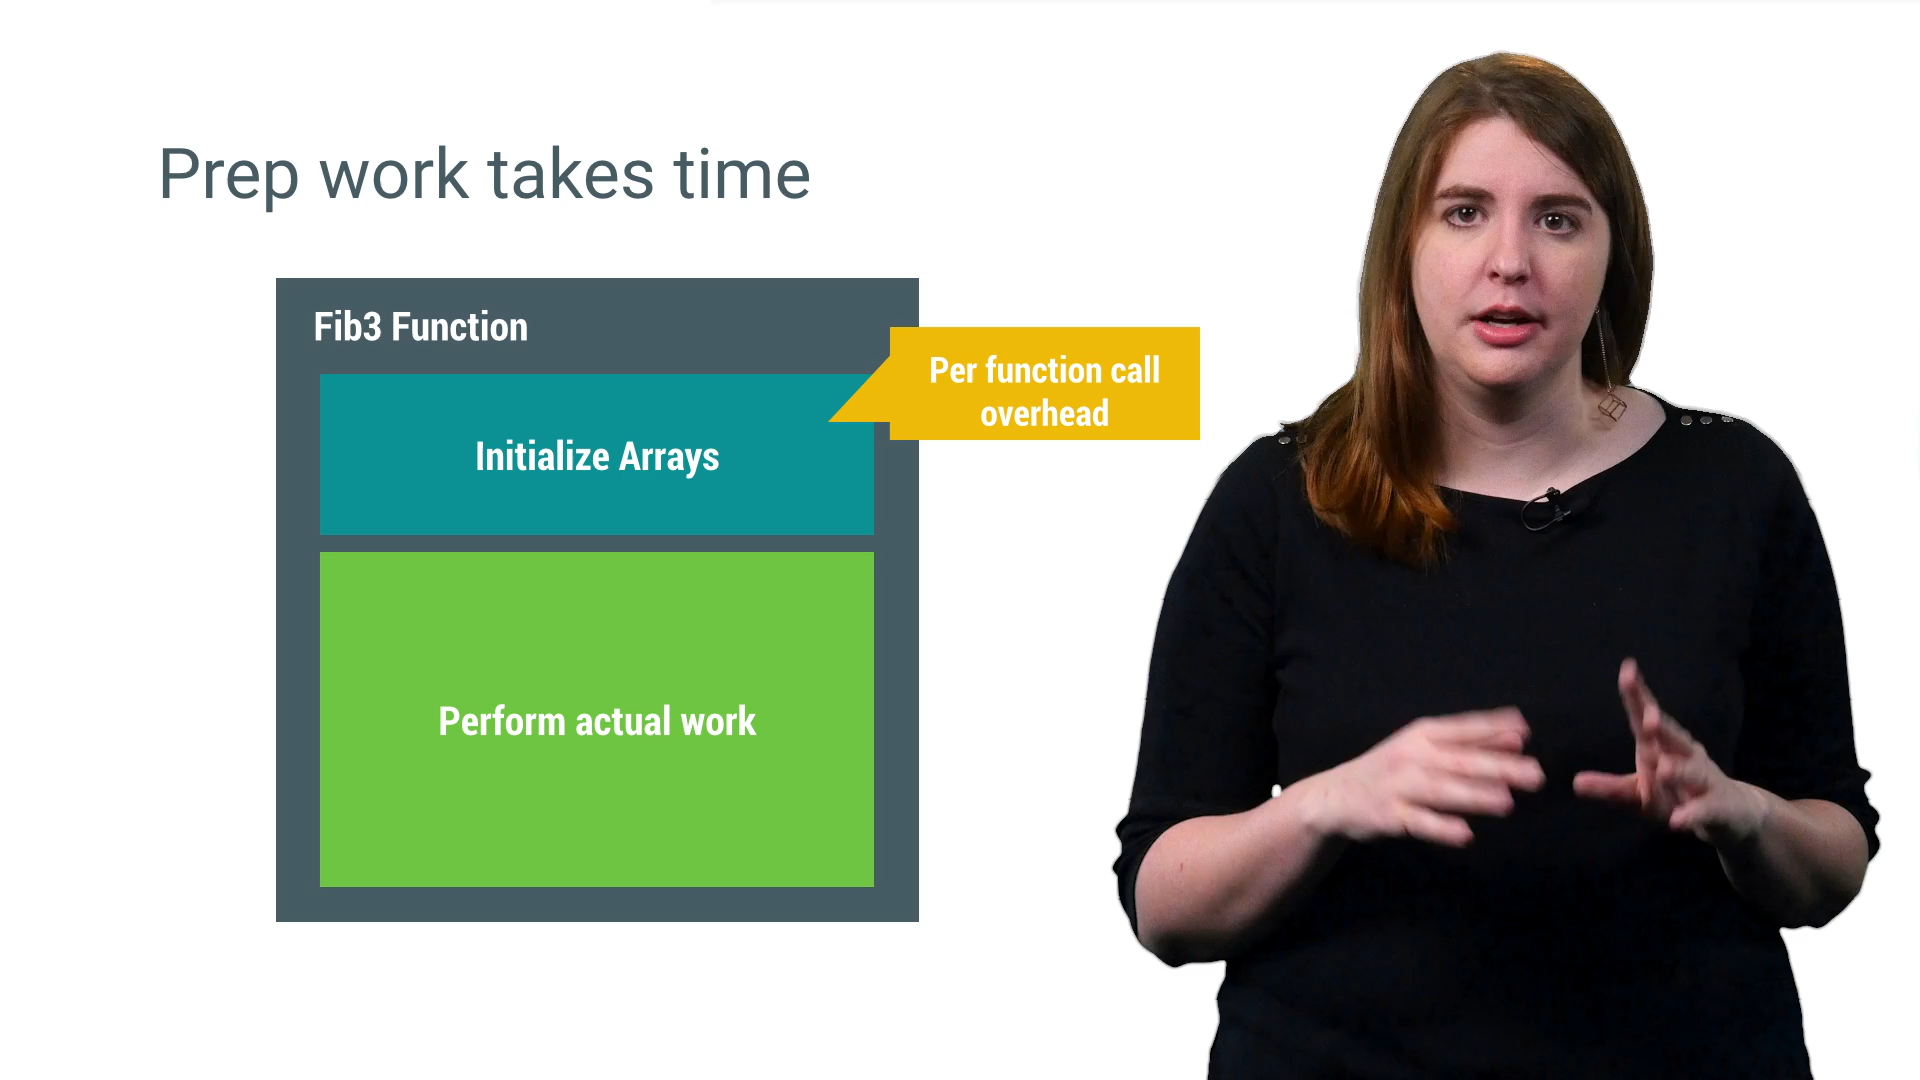 Prep work takes time
Fib3 Function
Per function call
overhead
Initialize Arrays
Perform actual work